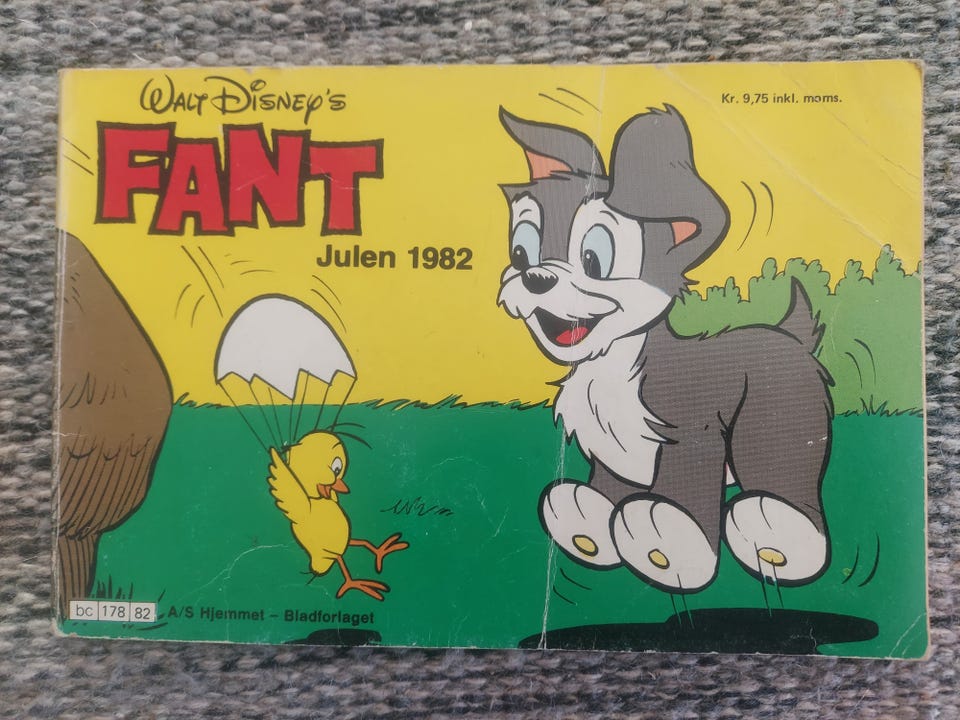 WALT DISNEY'S
FANT
Julen 1982
Kr. 9,75 inkl. moms.
bc 178 82
A/S Hjemmet – Bladforlaget